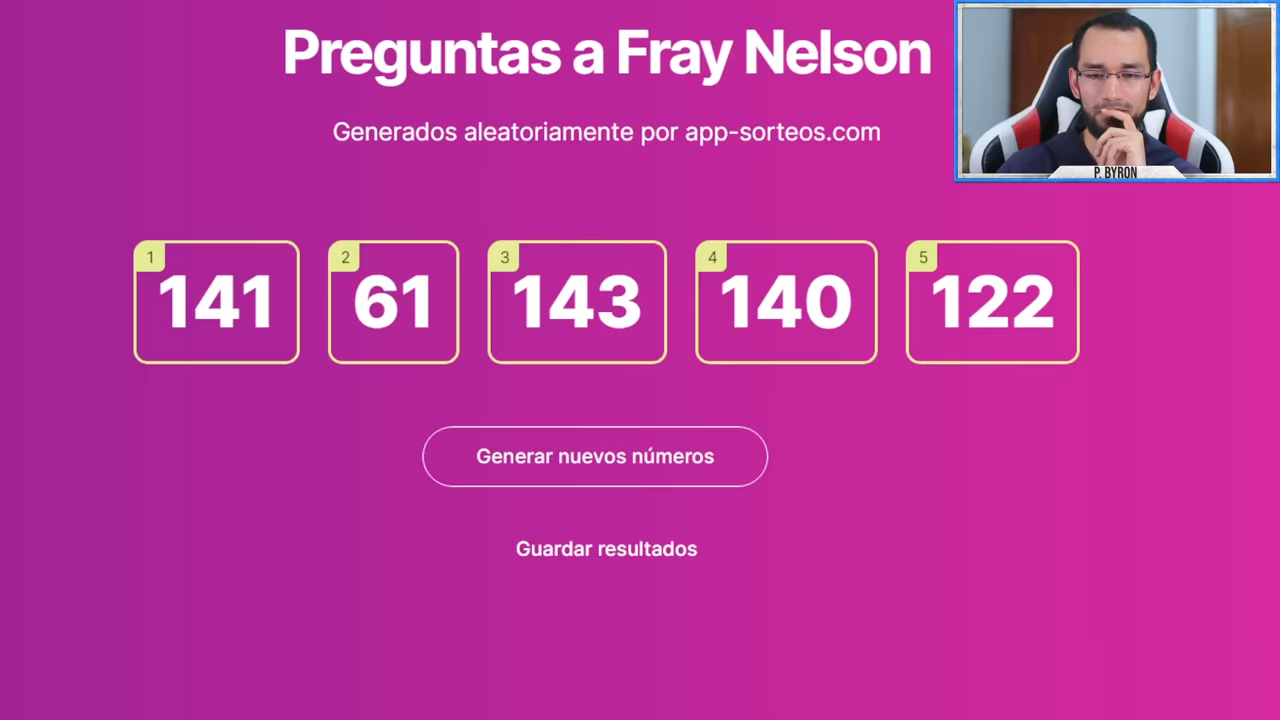 Preguntas a Fray Nelson
Generados aleatoriamente por app-sorteos.com
P. BYRON
1 2 3 4 5
141 61 143 140 122
Generar nuevos números
Guardar resultados